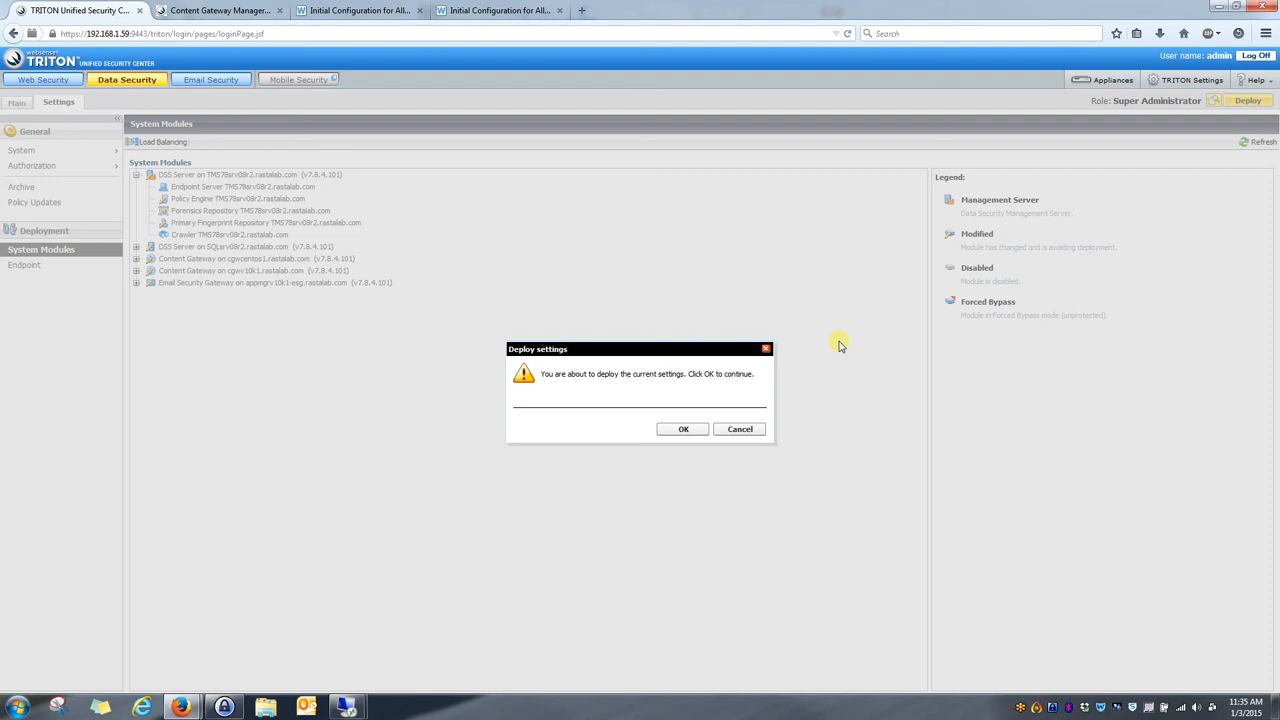 TRITON Unified Security C...
Content Gateway Manager...
Initial Configuration for All...
Initial Configuration for All...
https://192.168.1.59:9443/triton/login/pages/loginPage.jsf
Search
websense
TRITON
UNIFIED SECURITY CENTER
User name: admin
Log Off
Web Security
Data Security
Email Security
Mobile Security
Appliances
TRITON Settings
Help
Main
Settings
Role: Super Administrator
Deploy
General
System
Authorization
Archive
Policy Updates
Deployment
System Modules
Endpoint
System Modules
Load Balancing
Refresh
System Modules
DSS Server on TMS78srv08r2.rastalab.com (v7.8.4.101)
Endpoint Server TMS78srv08r2.rastalab.com
Policy Engine TMS78srv08r2.rastalab.com
Forensics Repository TMS78srv08r2.rastalab.com
Primary Fingerprint Repository TMS78srv08r2.rastalab.com
Crawler TMS78srv08r2.rastalab.com
DSS Server on SQLsrv08r2.rastalab.com (v7.8.4.101)
Content Gateway on cgwcentos1.rastalab.com (v7.8.4.101)
Content Gateway on cgwv10k1.rastalab.com (v7.8.4.101)
Email Security Gateway on appmgrv10k1-esg.rastalab.com (v7.8.4.101)
Legend:
Management Server
Data Security Management Server.
Modified
Module has changed and is awaiting deployment.
Disabled
Module is disabled.
Forced Bypass
Module in Forced Bypass mode (unprotected).
Deploy settings
You are about to deploy the current settings. Click OK to continue.
OK
Cancel
11:35 AM
1/3/2015